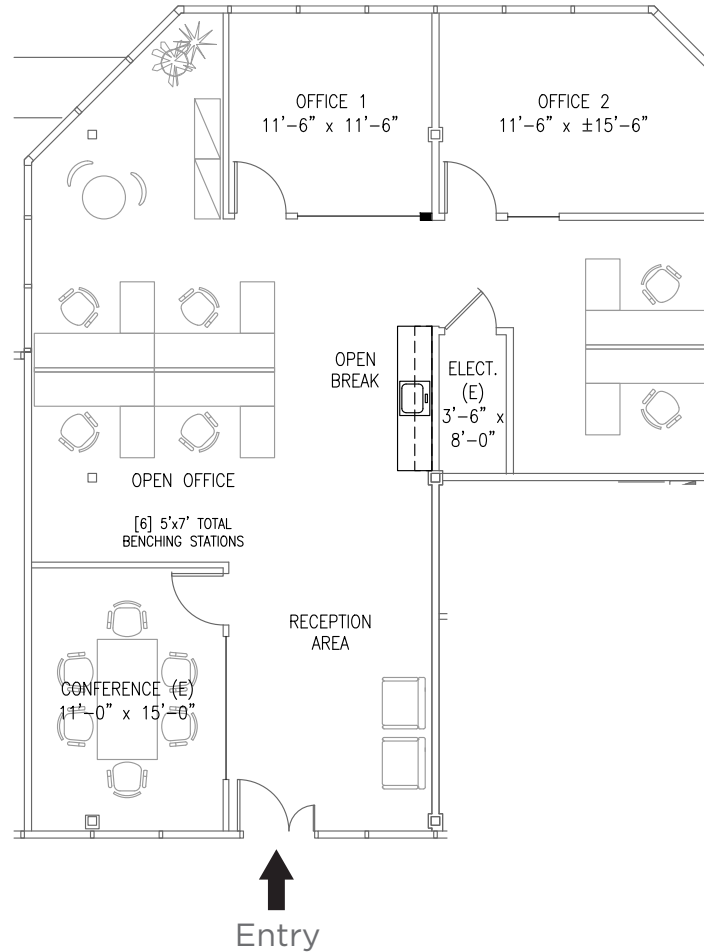 OFFICE 1
11'-6" x 11'-6"
OFFICE 2
11'-6" x ±15'-6"
OPEN
BREAK
ELECT.
(E)
3'-6" x
8'-0"
OPEN OFFICE
[6] 5'x7' TOTAL
BENCHING STATIONS
RECEPTION
AREA
CONFERENCE (E)
11'-0" x 15'-0"
Entry